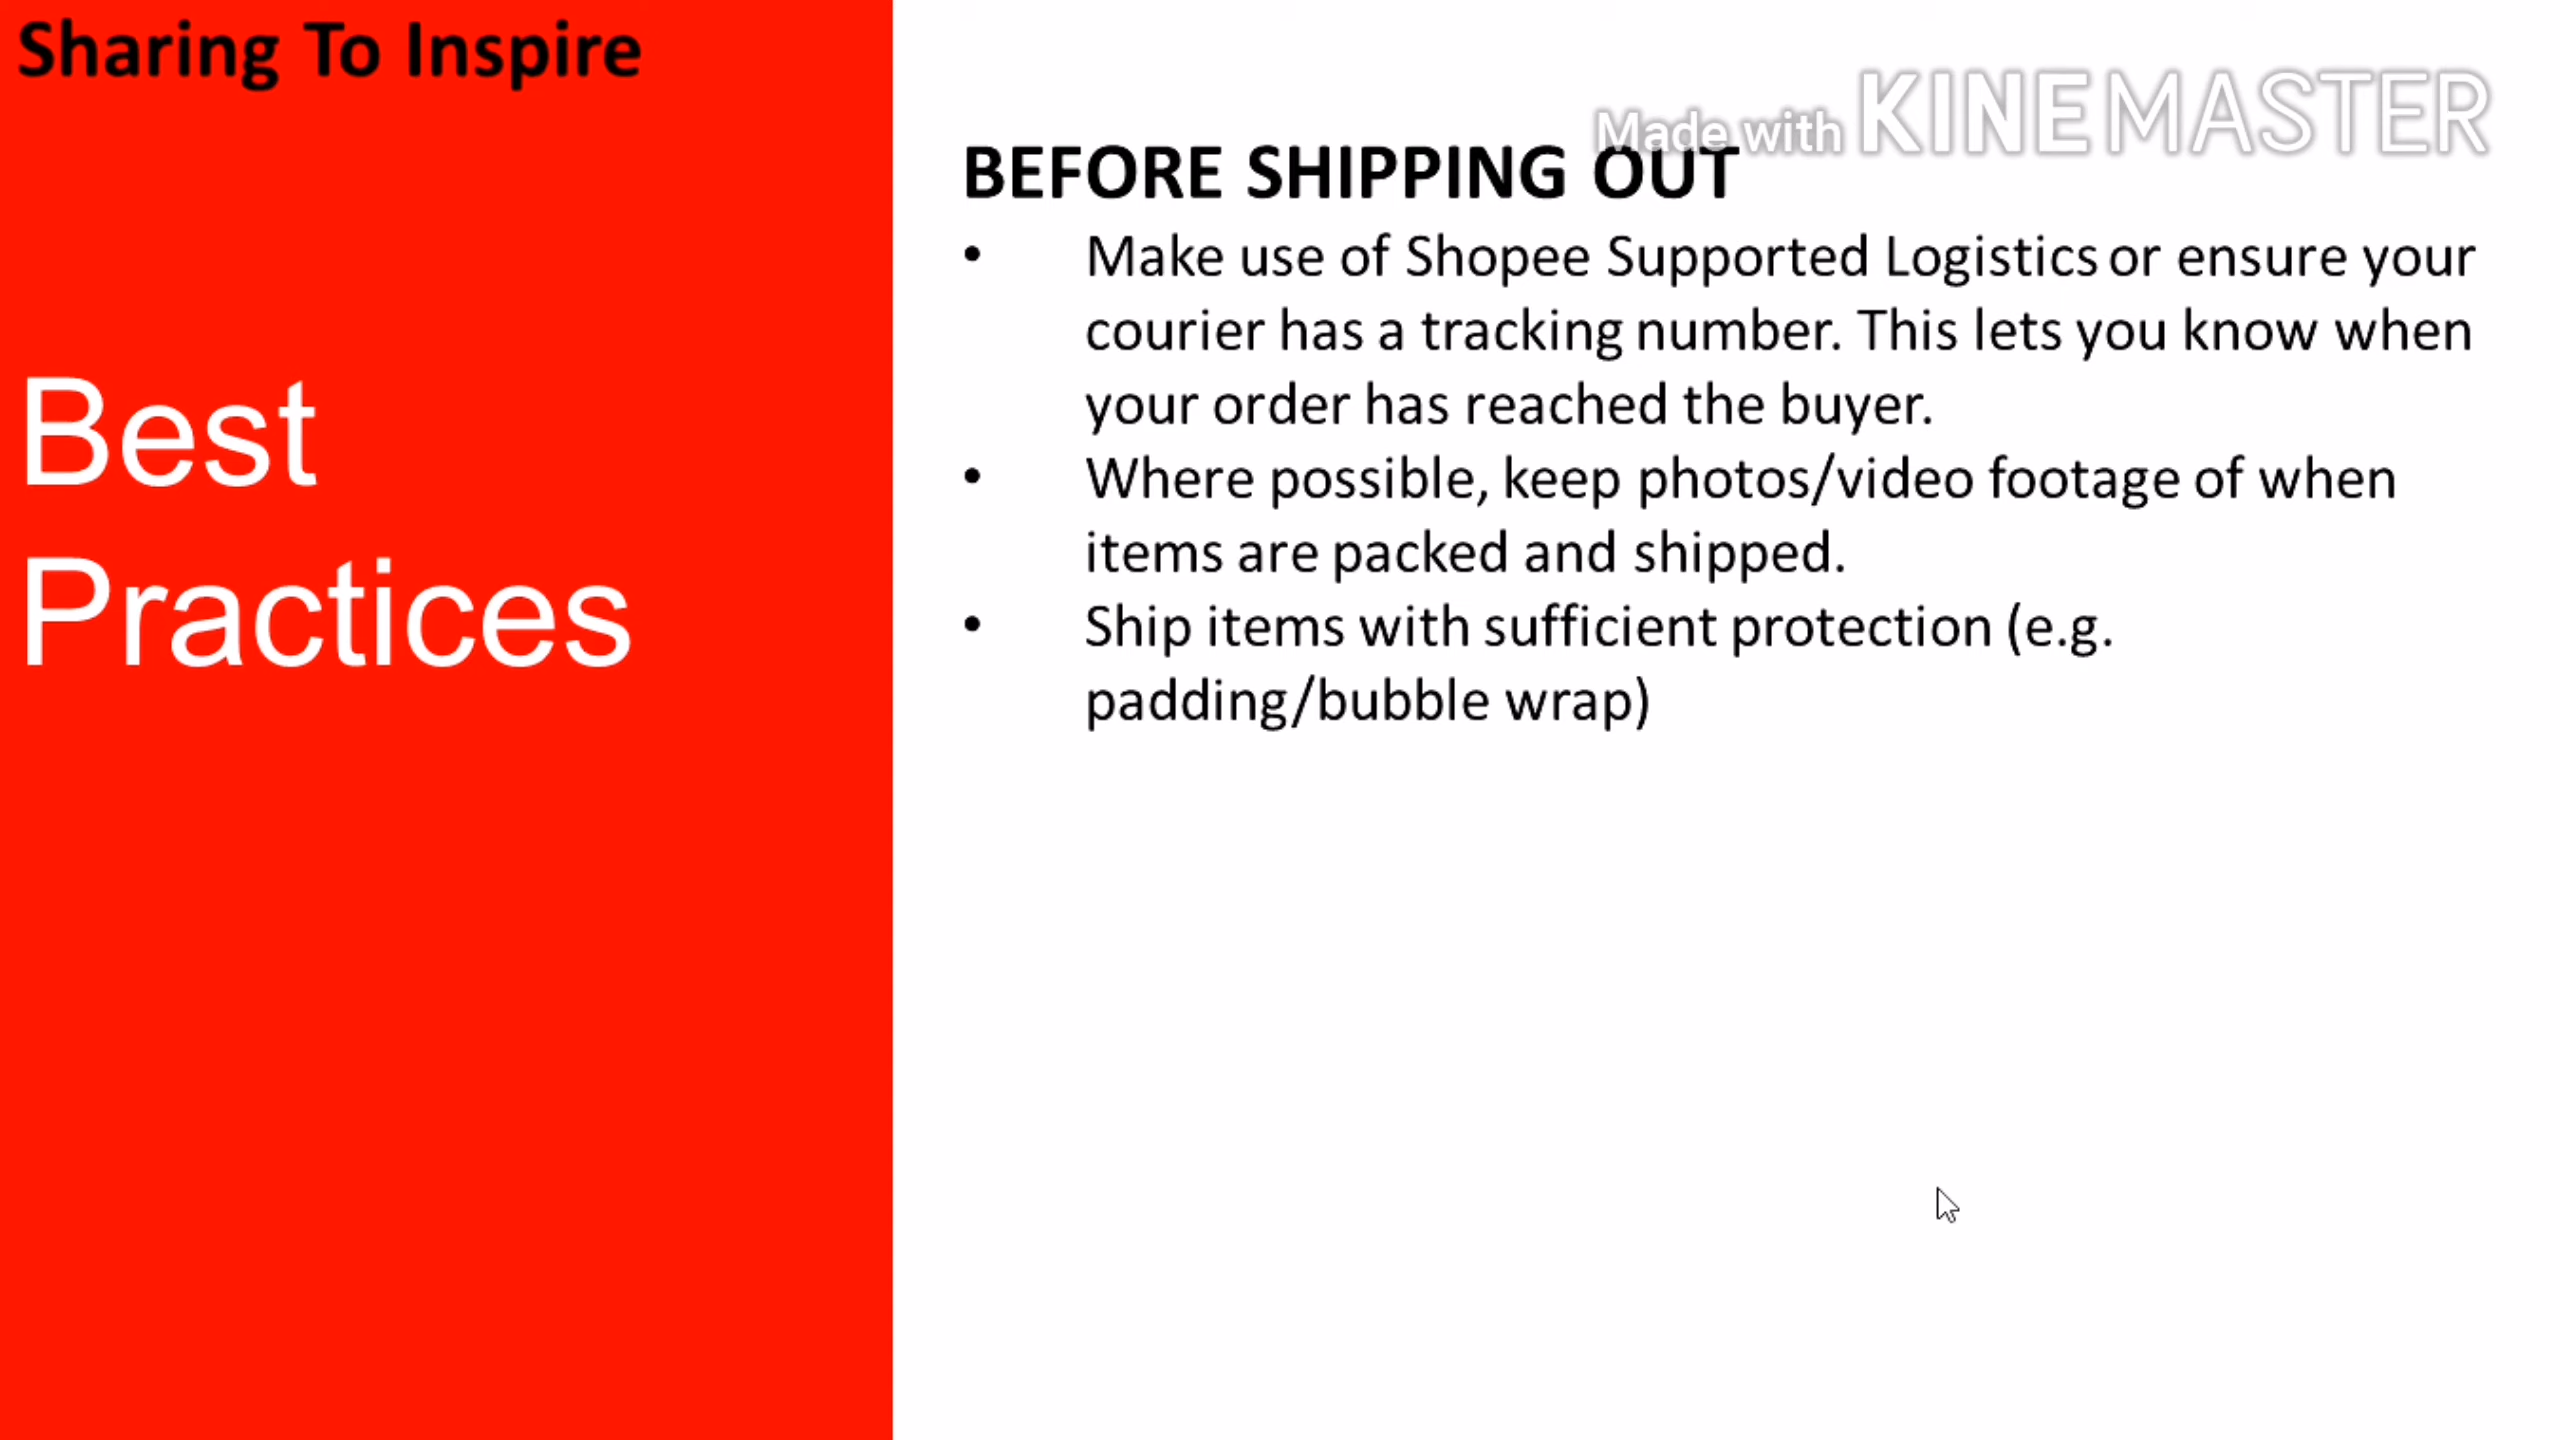 Sharing To Inspire
Best
Practices
Made with KINEMASTER
BEFORE SHIPPING OUT
• Make use of Shopee Supported Logistics or ensure your
courier has a tracking number. This lets you know when
your order has reached the buyer.
• Where possible, keep photos/video footage of when
items are packed and shipped.
• Ship items with sufficient protection (e.g.
padding/bubble wrap)